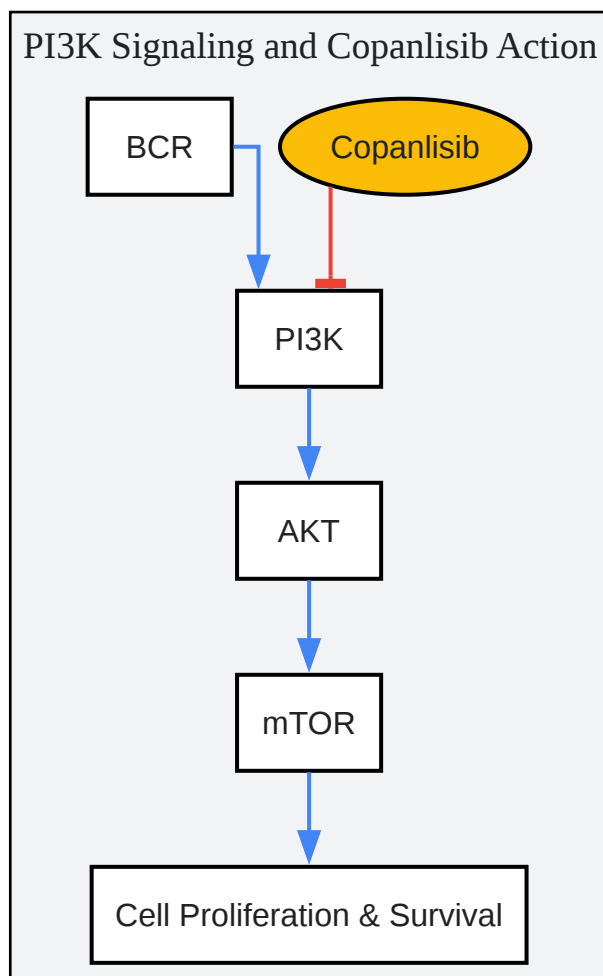 PI3K Signaling and Copanlisib Action
BCR
Copanlisib
PI3K
AKT
mTOR
Cell Proliferation & Survival